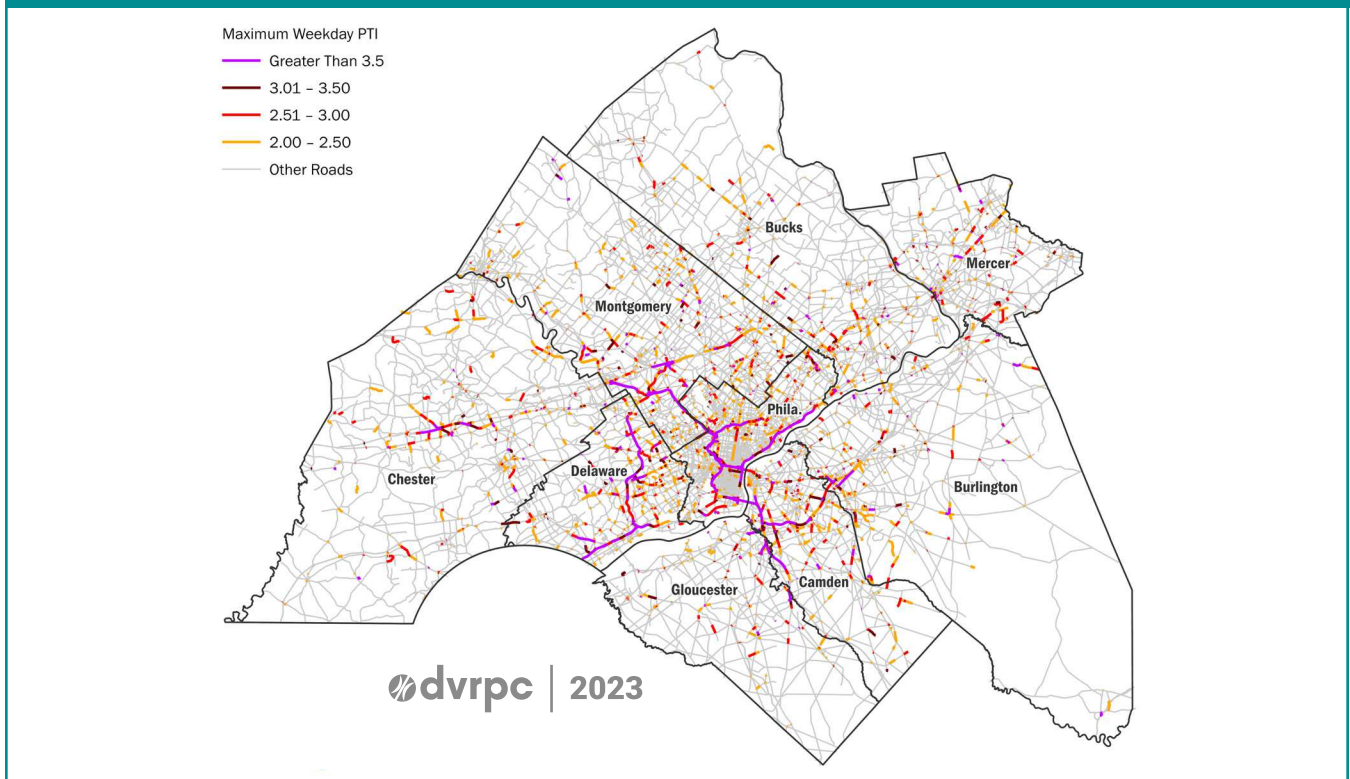 Maximum Weekday PTI
Greater Than 3.5
3.01 – 3.50
2.51 – 3.00
2.00 – 2.50
Other Roads
Bucks
Mercer
Montgomery
Phila.
Chester
Delaware
Burlington
Gloucester
Camden
dvrpc | 2023